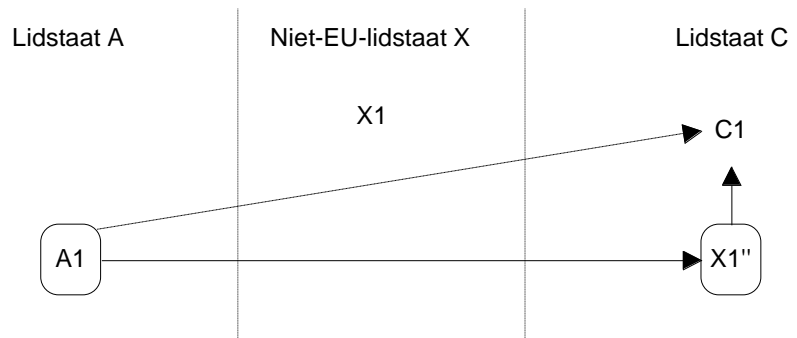 Lidstaat A Niet-EU-lidstaat X Lidstaat C
X1
C1
A1 X1"